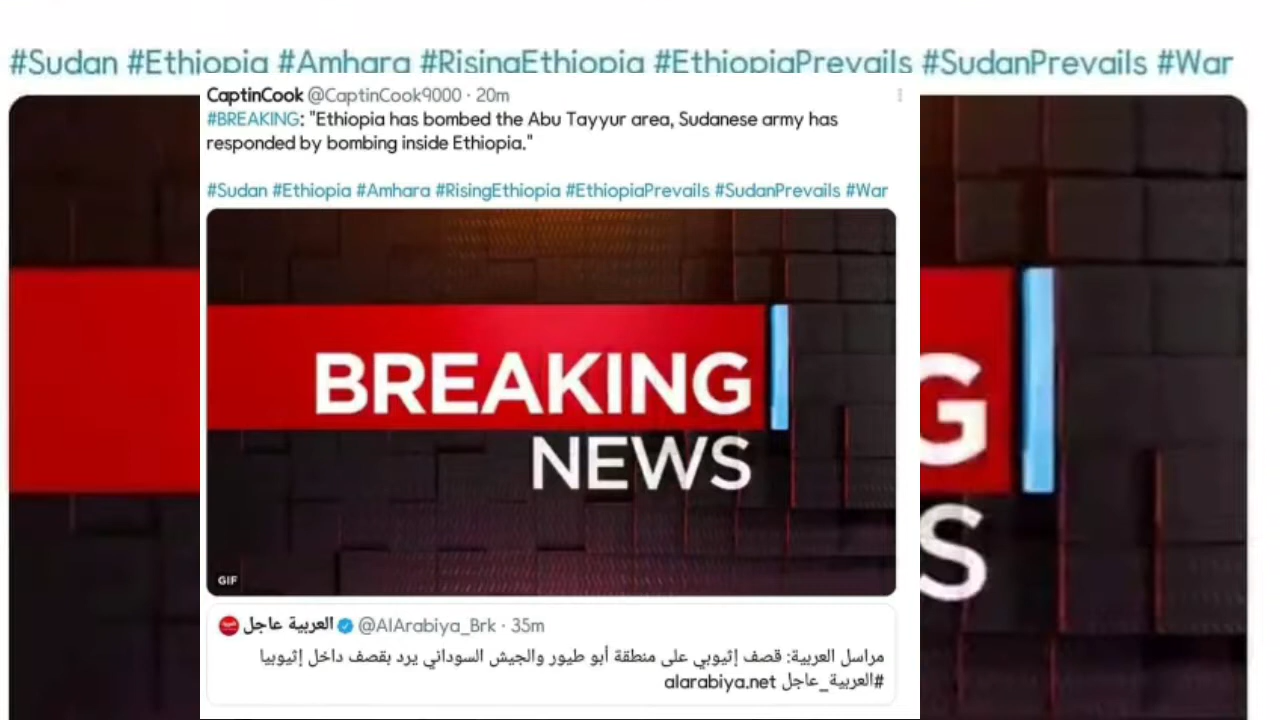 #Sudan #Ethiopia #Amhara #RisingEthiopia #EthiopiaPrevails #SudanPrevails #War
CaptinCook @CaptinCook9000 · 20m
#BREAKING: "Ethiopia has bombed the Abu Tayyur area, Sudanese army has
responded by bombing inside Ethiopia."
#Sudan #Ethiopia #Amhara #RisingEthiopia #EthiopiaPrevails #SudanPrevails #War
BREAKING
NEWS
G
S
GIF
العربية عاجل @AlArabiya_Brk · 35m
مراسل العربية: قصف إثيوبي على منطقة أبو طيور والجيش السوداني يرد بقصف داخل إثيوبيا
#العربية_عاجل alarabiya.net